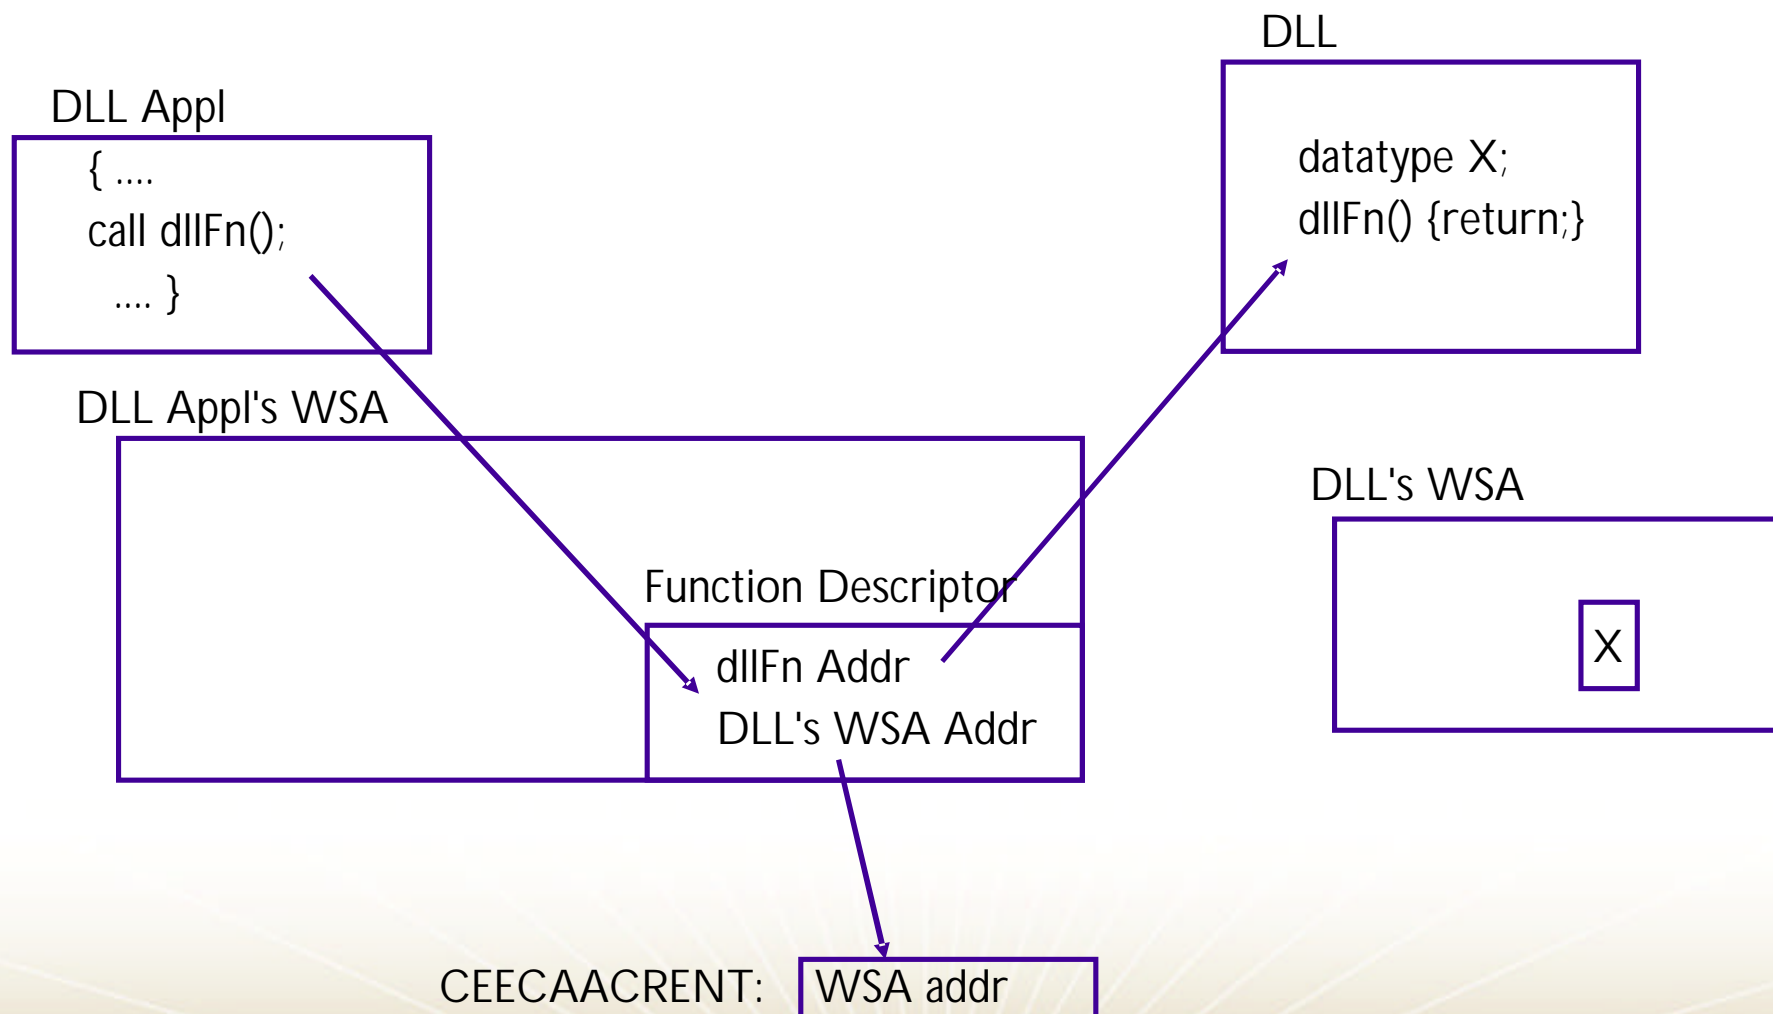 DLL
DLL Appl
{ ....
call dllFn();
.... }
datatype X;
dllFn() {return;}
DLL Appl's WSA
DLL's WSA
Function Descriptor
dllFn Addr
DLL's WSA Addr
X
CEECAACRENT:
WSA addr